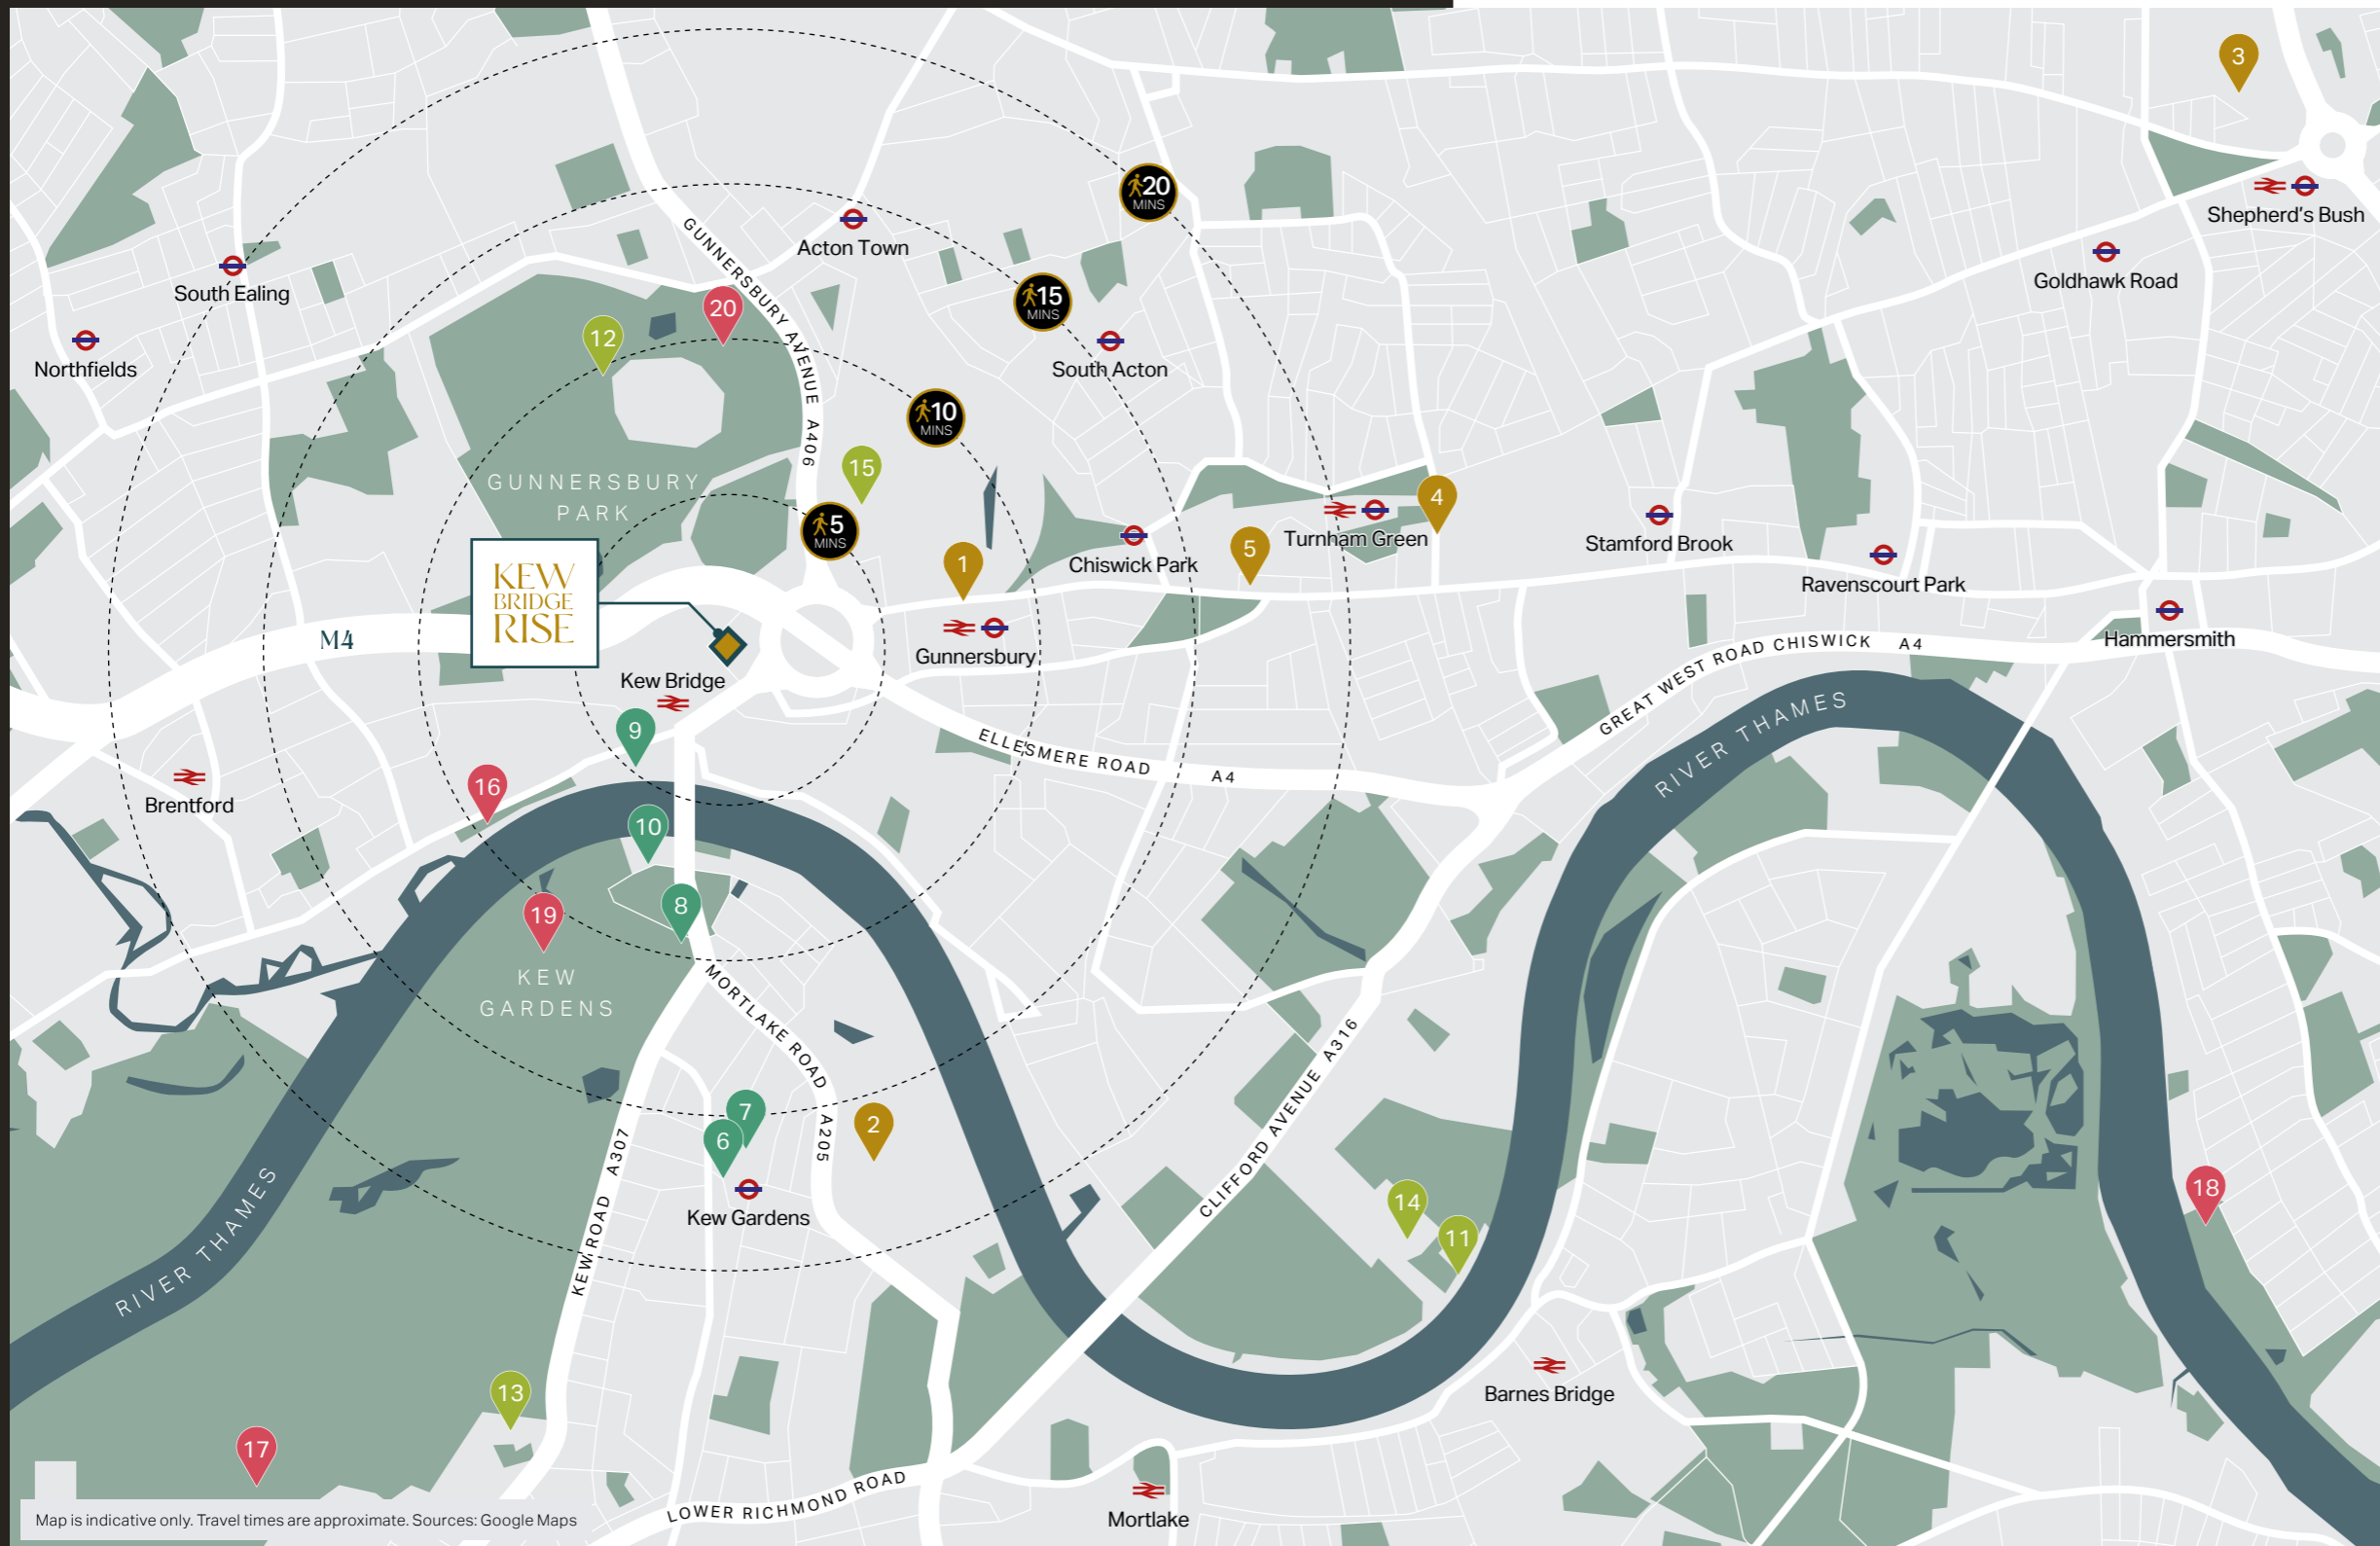 3
20
MINS
Shepherd's Bush
Acton Town
GUNNERSBURY AVENUE A406
South Ealing
Goldhawk Road
15
MINS
20
12
Northfields
South Acton
10
MINS
15
GUNNERSBURY
PARK
4
5
MINS
Turnham Green
Stamford Brook
1
Chiswick Park
5
Ravenscourt Park
KEW
BRIDGE
RISE
M4
Gunnersbury
Hammersmith
GREAT WEST ROAD CHISWICK A4
Kew Bridge
RIVER THAMES
9
ELLESMERE ROAD A4
16
Brentford
10
8
19
KEW
GARDENS
MORTLAKE ROAD A205
CLIFFORD AVENUE A316
7
2
6
KEW ROAD A307
Kew Gardens
RIVER THAMES
14
11
18
13
Barnes Bridge
17
LOWER RICHMOND ROAD
Mortlake
Map is indicative only. Travel times are approximate. Sources: Google Maps